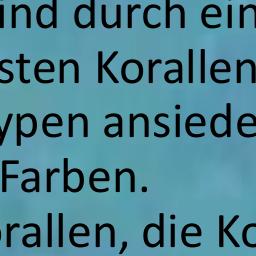 ind durch ein
sten Korallen
ypen ansiede
Farben.
orallen, die Ko